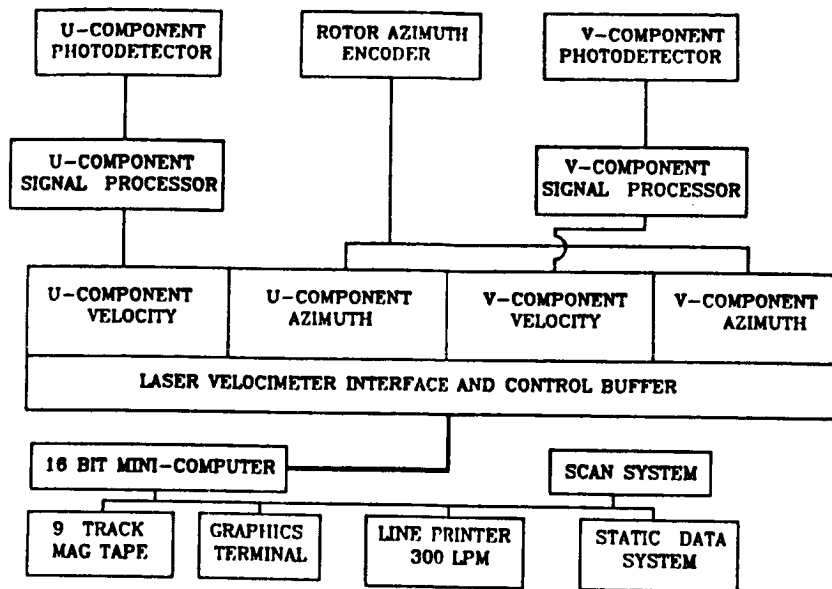 U-COMPONENT
PHOTODETECTOR
ROTOR AZIMUTH
ENCODER
V-COMPONENT
PHOTODETECTOR
U-COMPONENT
SIGNAL PROCESSOR
V-COMPONENT
SIGNAL PROCESSOR
U-COMPONENT
VELOCITY
U-COMPONENT
AZIMUTH
V-COMPONENT
VELOCITY
V-COMPONENT
AZIMUTH
LASER VELOCIMETER INTERFACE AND CONTROL BUFFER
16 BIT MINI-COMPUTER
SCAN SYSTEM
9 TRACK
MAG TAPE
GRAPHICS
TERMINAL
LINE PRINTER
300 LPM
STATIC DATA
SYSTEM